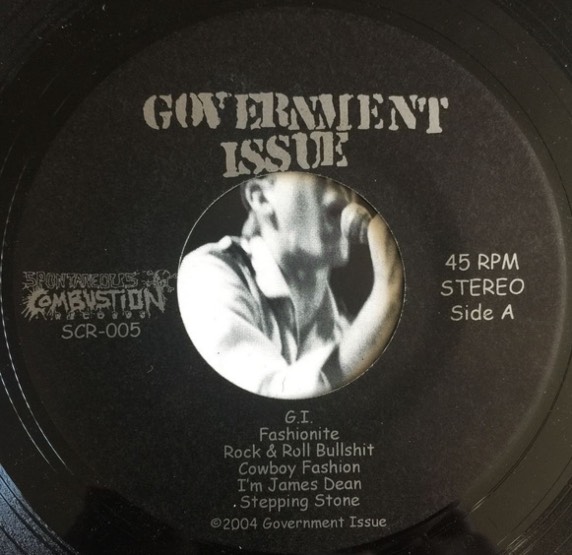 GOVERNMENT
ISSUE
SPONTANEOUS
COMBUSTION
RECORDS
SCR-005
45 RPM
STEREO
Side A
G.I.
Fashionite
Rock & Roll Bullshit
Cowboy Fashion
I'm James Dean
Stepping Stone
©2004 Government Issue